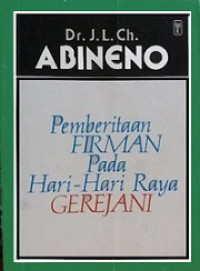 Dr. J. L. Ch.
ABINENO
Pemberitaan
FIRMAN
Pada
Hari-Hari Raya
GEREJANI